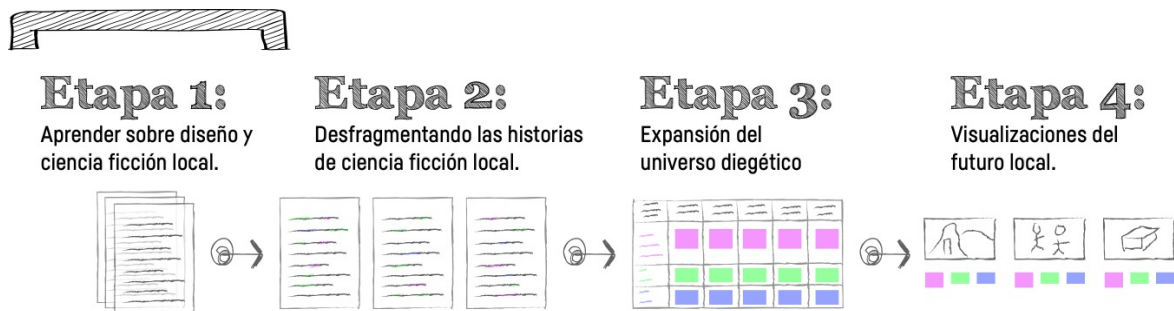 Etapa 1:
Aprender sobre diseño y
ciencia ficción local.
Etapa 2:
Desfragmentando las historias
de ciencia ficción local.
Etapa 3:
Expansión del
universo diegético
Etapa 4:
Visualizaciones del
futuro local.